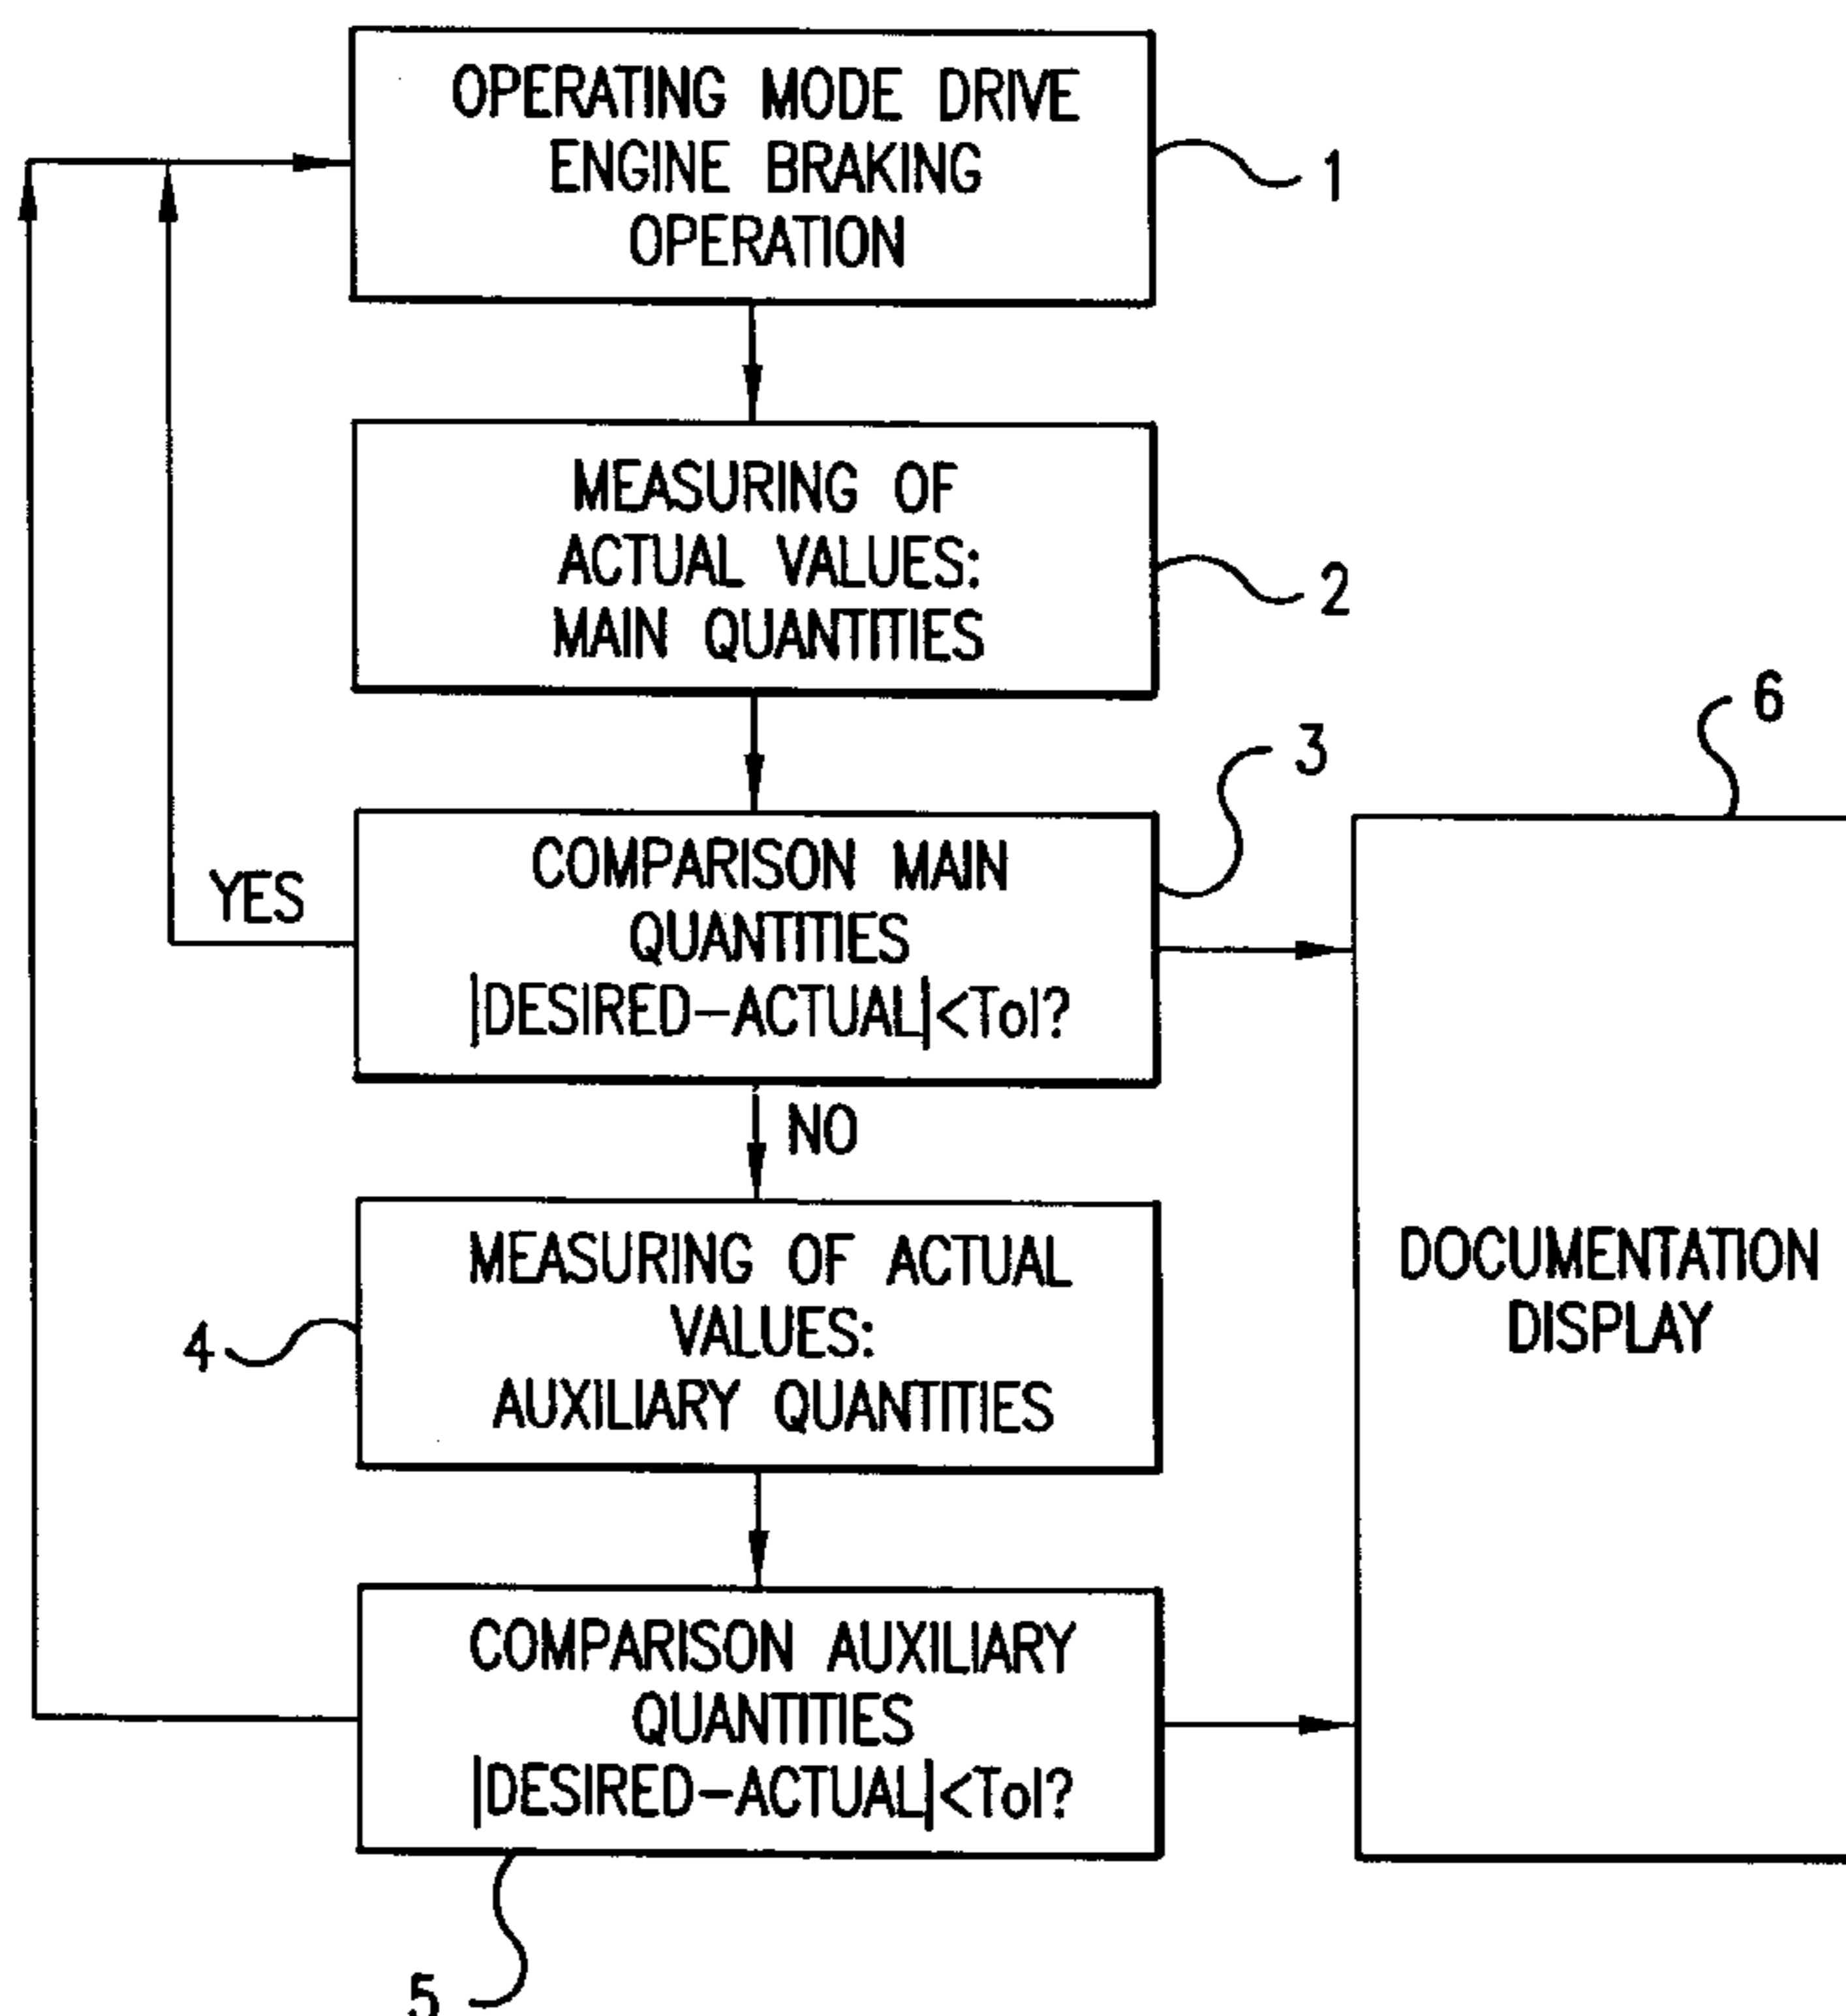 OPERATING MODE DRIVE
ENGINE BRAKING
OPERATION
1
MEASURING OF
ACTUAL VALUES:
MAIN QUANTITIES
2
COMPARISON MAIN
QUANTITIES
|DESIRED-ACTUAL|<Tol?
3
6
YES
NO
MEASURING OF ACTUAL
VALUES:
AUXILIARY QUANTITIES
4
DOCUMENTATION
DISPLAY
COMPARISON AUXILIARY
QUANTITIES
|DESIRED-ACTUAL|<Tol?
5